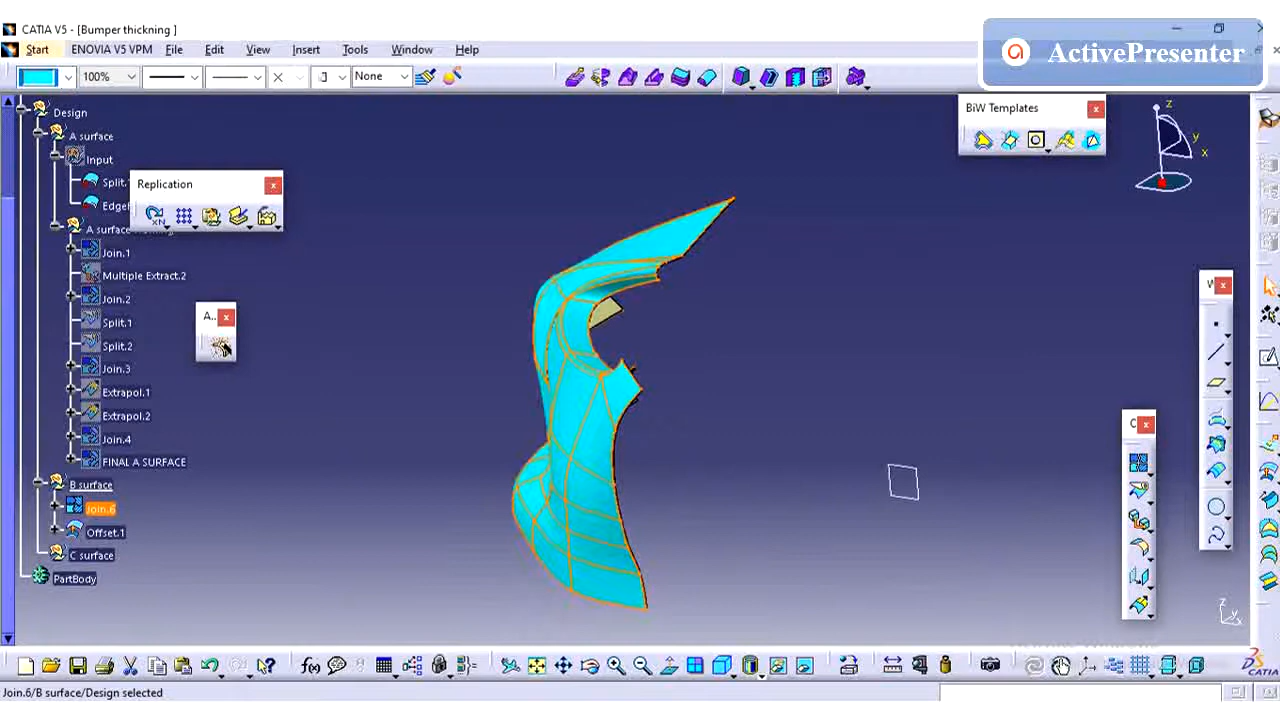 CATIA V5 - [Bumper thickning ]
ActivePresenter
Start ENOVIA V5 VPM File Edit View Insert Tools Window Help
100% None
BiW Templates
Design
A surface
Input
Replication
Split.
A surface
Join.1
Multiple Extract.2
Join.2
A..
Split.1
Split.2
Join.3
Extrapol.1
Extrapol.2
Join.4
FINAL A SURFACE
B surface
Join.6
Offset.1
C surface
PartBody
W
C
z
y
x
z
y
x
f(x)
CATIA
Join.6/B surface/Design selected